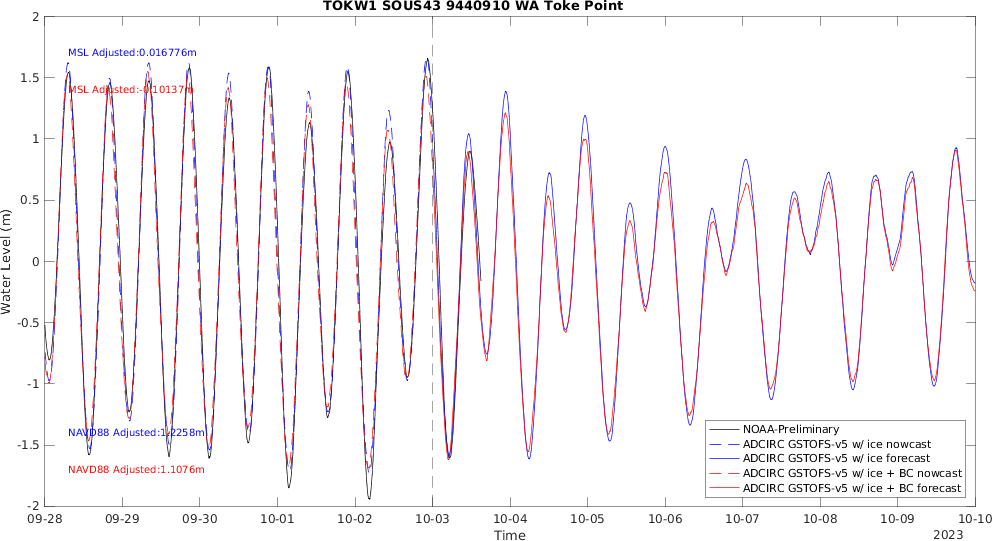 TOKW1 SOUS43 9440910 WA Toke Point
Water Level (m)
2
1.5
1
0.5
0
-0.5
-1
-1.5
-2
MSL Adjusted:0.016776m
MSL Adjusted:-0.10137m
NAVD88 Adjusted:1.2258m
NAVD88 Adjusted:1.1076m
NOAA-Preliminary
ADCIRC GSTOFS-v5 w/ ice nowcast
ADCIRC GSTOFS-v5 w/ ice forecast
ADCIRC GSTOFS-v5 w/ ice + BC nowcast
ADCIRC GSTOFS-v5 w/ ice + BC forecast
09-28 09-29 09-30 10-01 10-02 10-03 10-04 10-05 10-06 10-07 10-08 10-09 10-10
Time
2023